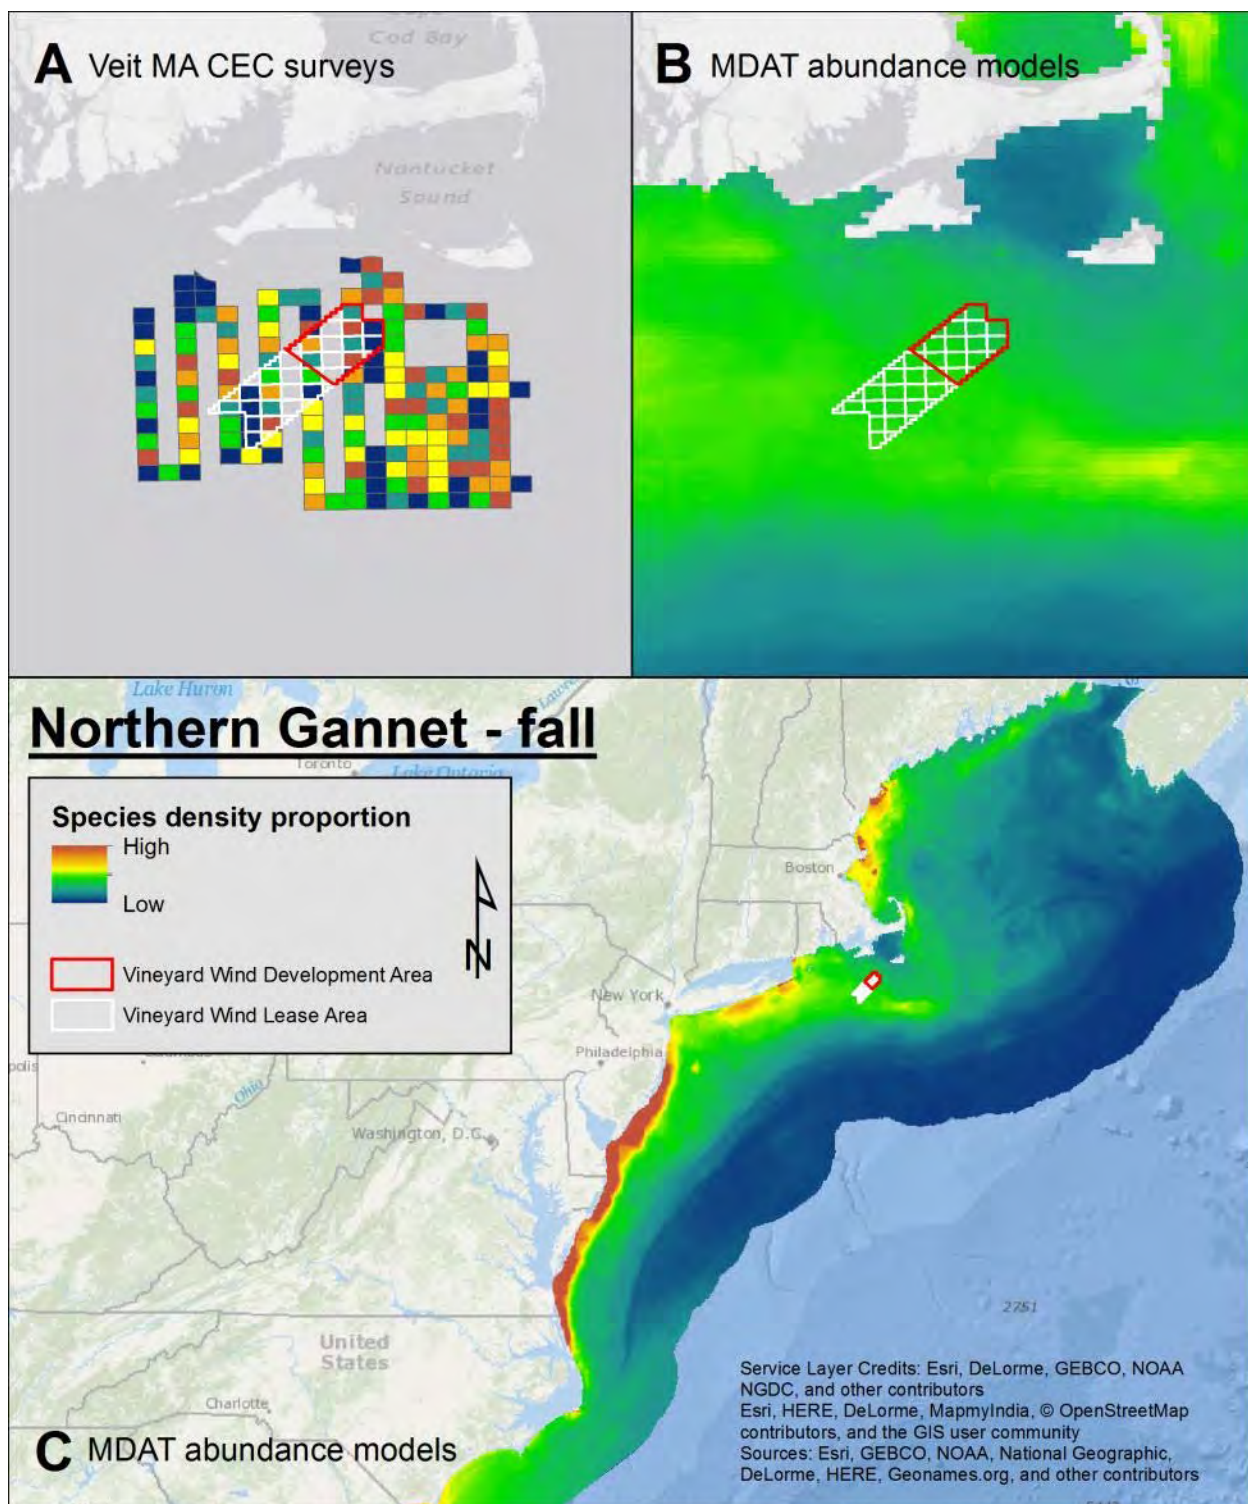 A Veit MA CEC surveys
Cod Bay
Nantucket
Sound
B MDAT abundance models
Lake Huron
Northern Gannet - fall
Toronto
Lake Ontario
Species density proportion
High
Low
Vineyard Wind Development Area
Vineyard Wind Lease Area
N
Boston
New York
Philadelphia
Ohio
Cincinnati
Washington, D.C.
United
States
Charlotte
2751
C MDAT abundance models
Service Layer Credits: Esri, DeLorme, GEBCO, NOAA
NGDC, and other contributors
Esri, HERE, DeLorme, MapmyIndia, © OpenStreetMap
contributors, and the GIS user community
Sources: Esri, GEBCO, NOAA, National Geographic,
DeLorme, HERE, Geonames.org, and other contributors